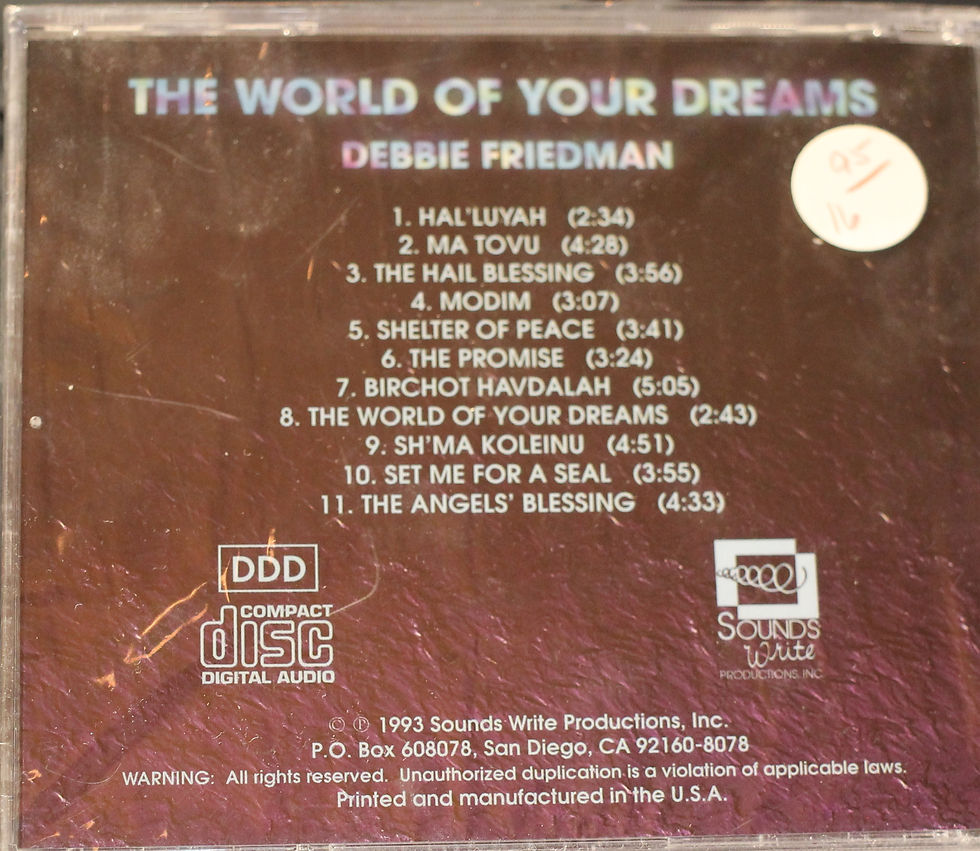 THE WORLD OF YOUR DREAMS
DEBBIE FRIEDMAN
95/
16
1. HAL'LUYAH (2:34)
2. MA TOVU (4:28)
3. THE HAIL BLESSING (3:56)
4. MODIM (3:07)
5. SHELTER OF PEACE (3:41)
6. THE PROMISE (3:24)
7. BIRCHOT HAVDALAH (5:05)
8. THE WORLD OF YOUR DREAMS (2:43)
9. SH'MA KOLEINU (4:51)
10. SET ME FOR A SEAL (3:55)
11. THE ANGELS' BLESSING (4:33)
DDD
COMPACT
disc
DIGITAL AUDIO
SOUNDS
Write
PRODUCTIONS, INC
© ℗ 1993 Sounds Write Productions, Inc.
P.O. Box 608078, San Diego, CA 92160-8078
WARNING: All rights reserved. Unauthorized duplication is a violation of applicable laws.
Printed and manufactured in the U.S.A.